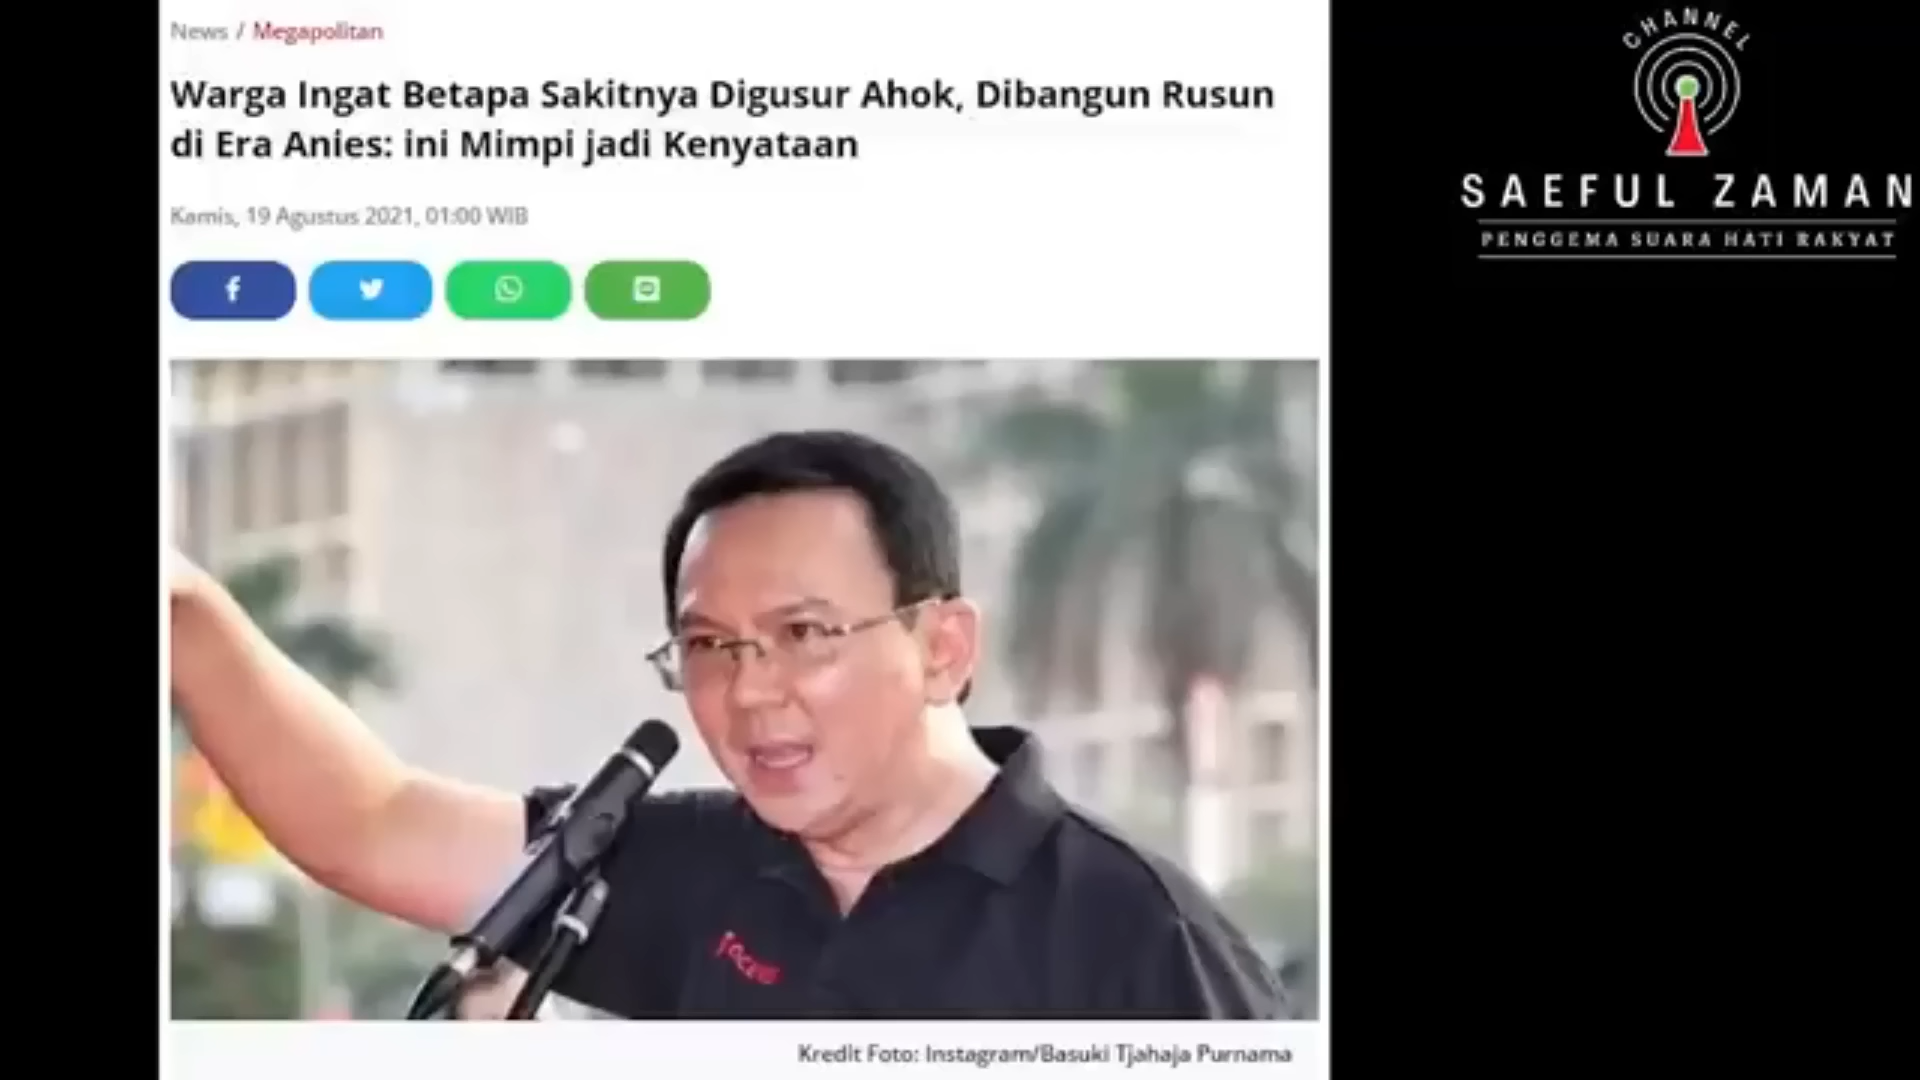 News / Megapolitan
Warga Ingat Betapa Sakitnya Digusur Ahok, Dibangun Rusun
di Era Anies: ini Mimpi jadi Kenyataan
Kamis, 19 Agustus 2021, 01:00 WIB
Kredit Foto: Instagram/Basuki Tjahaja Purnama
CHANNEL
SAEFUL ZAMAN
PENGGEMA SUARA HATI RAKYAT